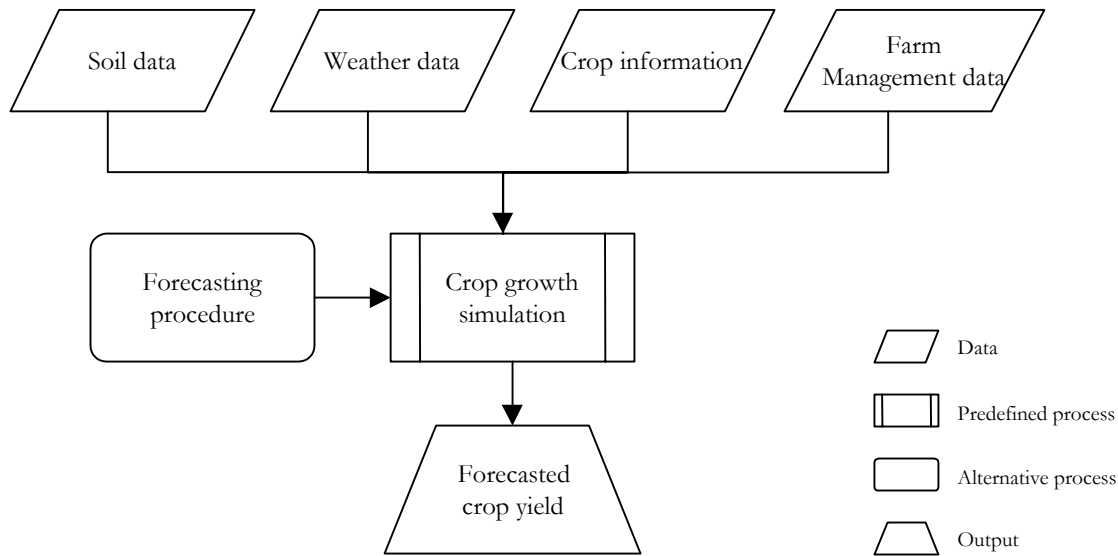 Soil data
Weather data
Crop information
Farm
Management data
Forecasting
procedure
Crop growth
simulation
Forecasted
crop yield
Data
Predefined process
Alternative process
Output